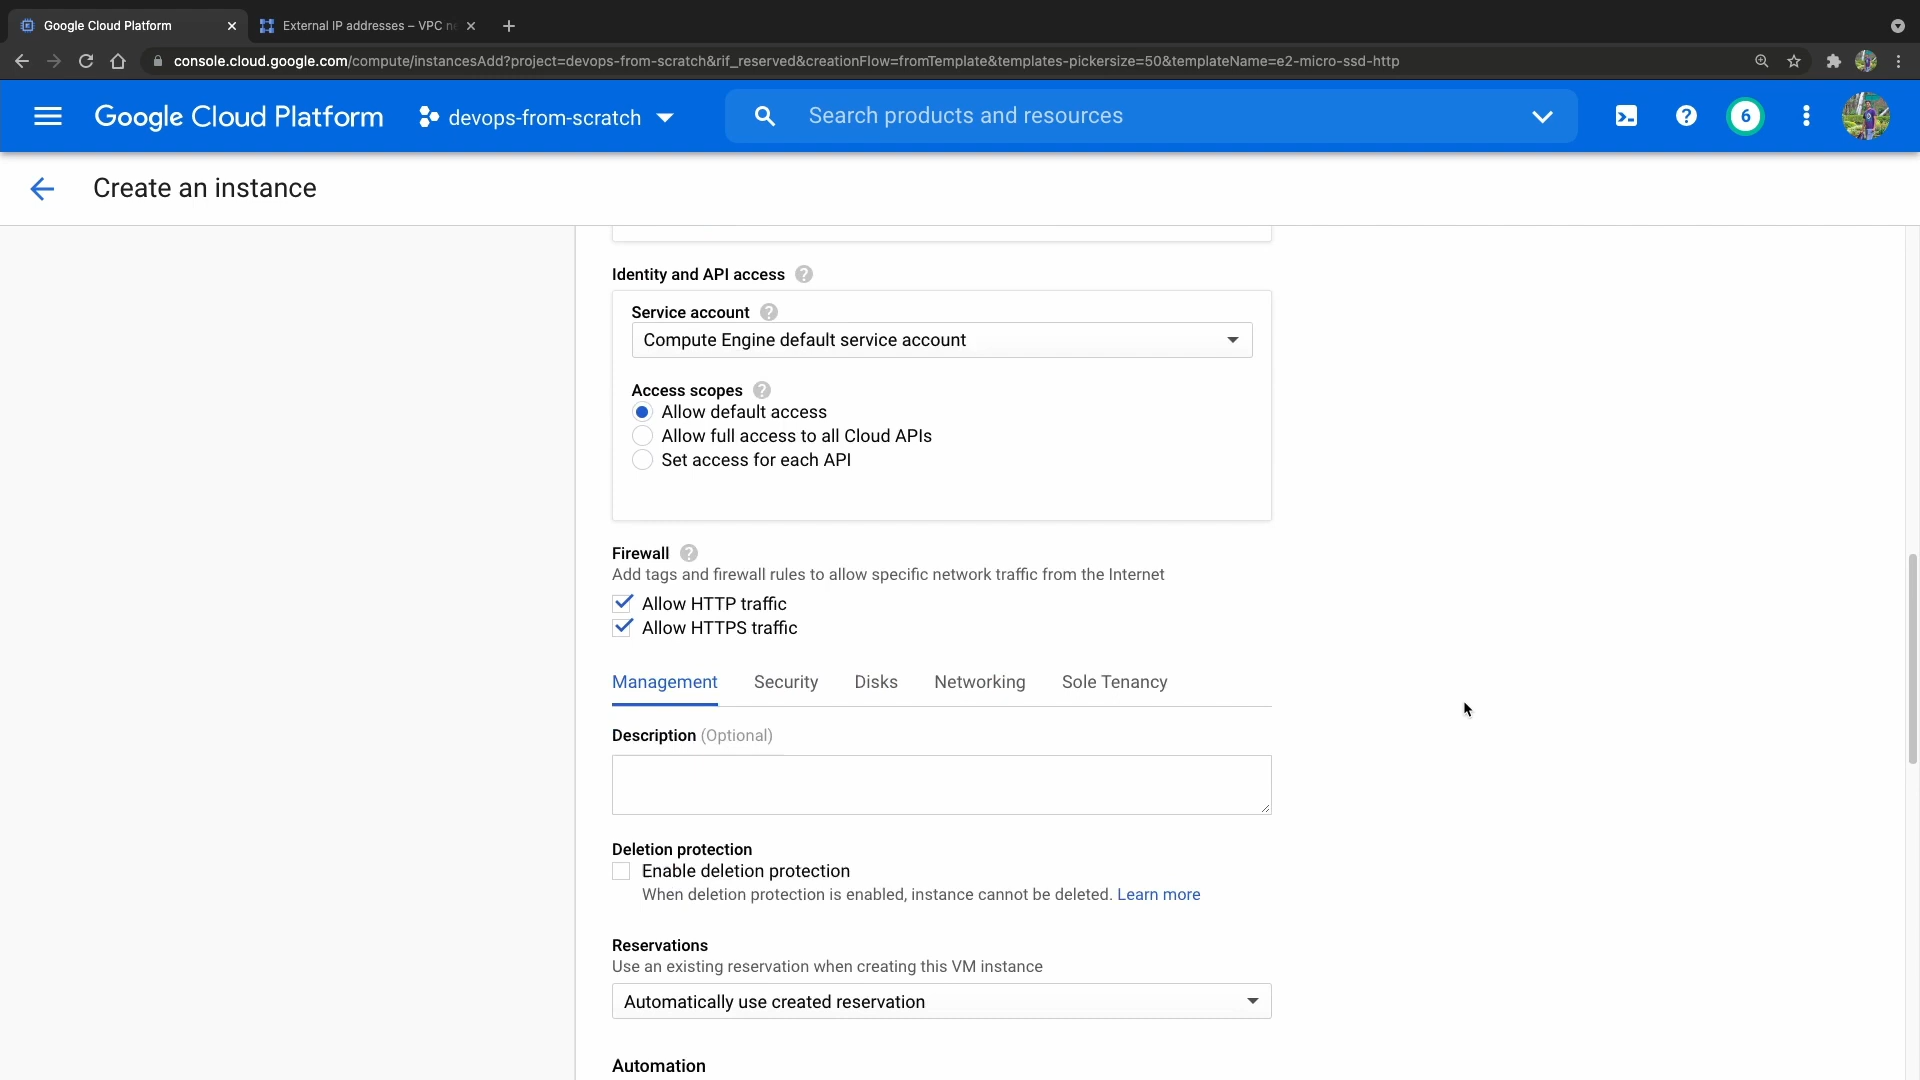 Google Cloud Platform
External IP addresses – VPC ne
console.cloud.google.com/compute/instancesAdd?project=devops-from-scratch&rif_reserved&creationFlow=fromTemplate&templates-pickersize=50&templateName=e2-micro-ssd-http
Google Cloud Platform
devops-from-scratch
Search products and resources
6
Create an instance
Identity and API access
Service account
Compute Engine default service account
Access scopes
Allow default access
Allow full access to all Cloud APIs
Set access for each API
Firewall
Add tags and firewall rules to allow specific network traffic from the Internet
Allow HTTP traffic
Allow HTTPS traffic
Management Security Disks Networking Sole Tenancy
Description (Optional)
Deletion protection
Enable deletion protection
When deletion protection is enabled, instance cannot be deleted. Learn more
Reservations
Use an existing reservation when creating this VM instance
Automatically use created reservation
Automation